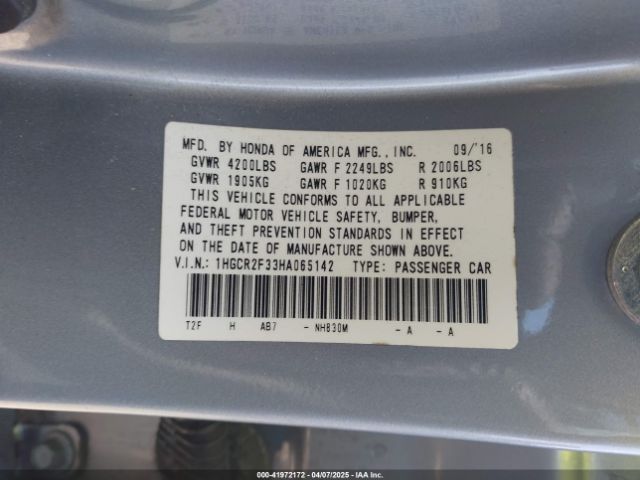 MFD. BY HONDA OF AMERICA MFG., INC. 09/'16
GVWR 4200LBS GAWR F 2249LBS R 2006LBS
GVWR 1905KG GAWR F 1020KG R 910KG
THIS VEHICLE CONFORMS TO ALL APPLICABLE
FEDERAL MOTOR VEHICLE SAFETY, BUMPER,
AND THEFT PREVENTION STANDARDS IN EFFECT
ON THE DATE OF MANUFACTURE SHOWN ABOVE.
V.I.N.: 1HGCR2F33HA065142 TYPE: PASSENGER CAR
T2F H AB7 - NH830M - A - A
00-41972172 - 04/07/2025 - IAA Inc.